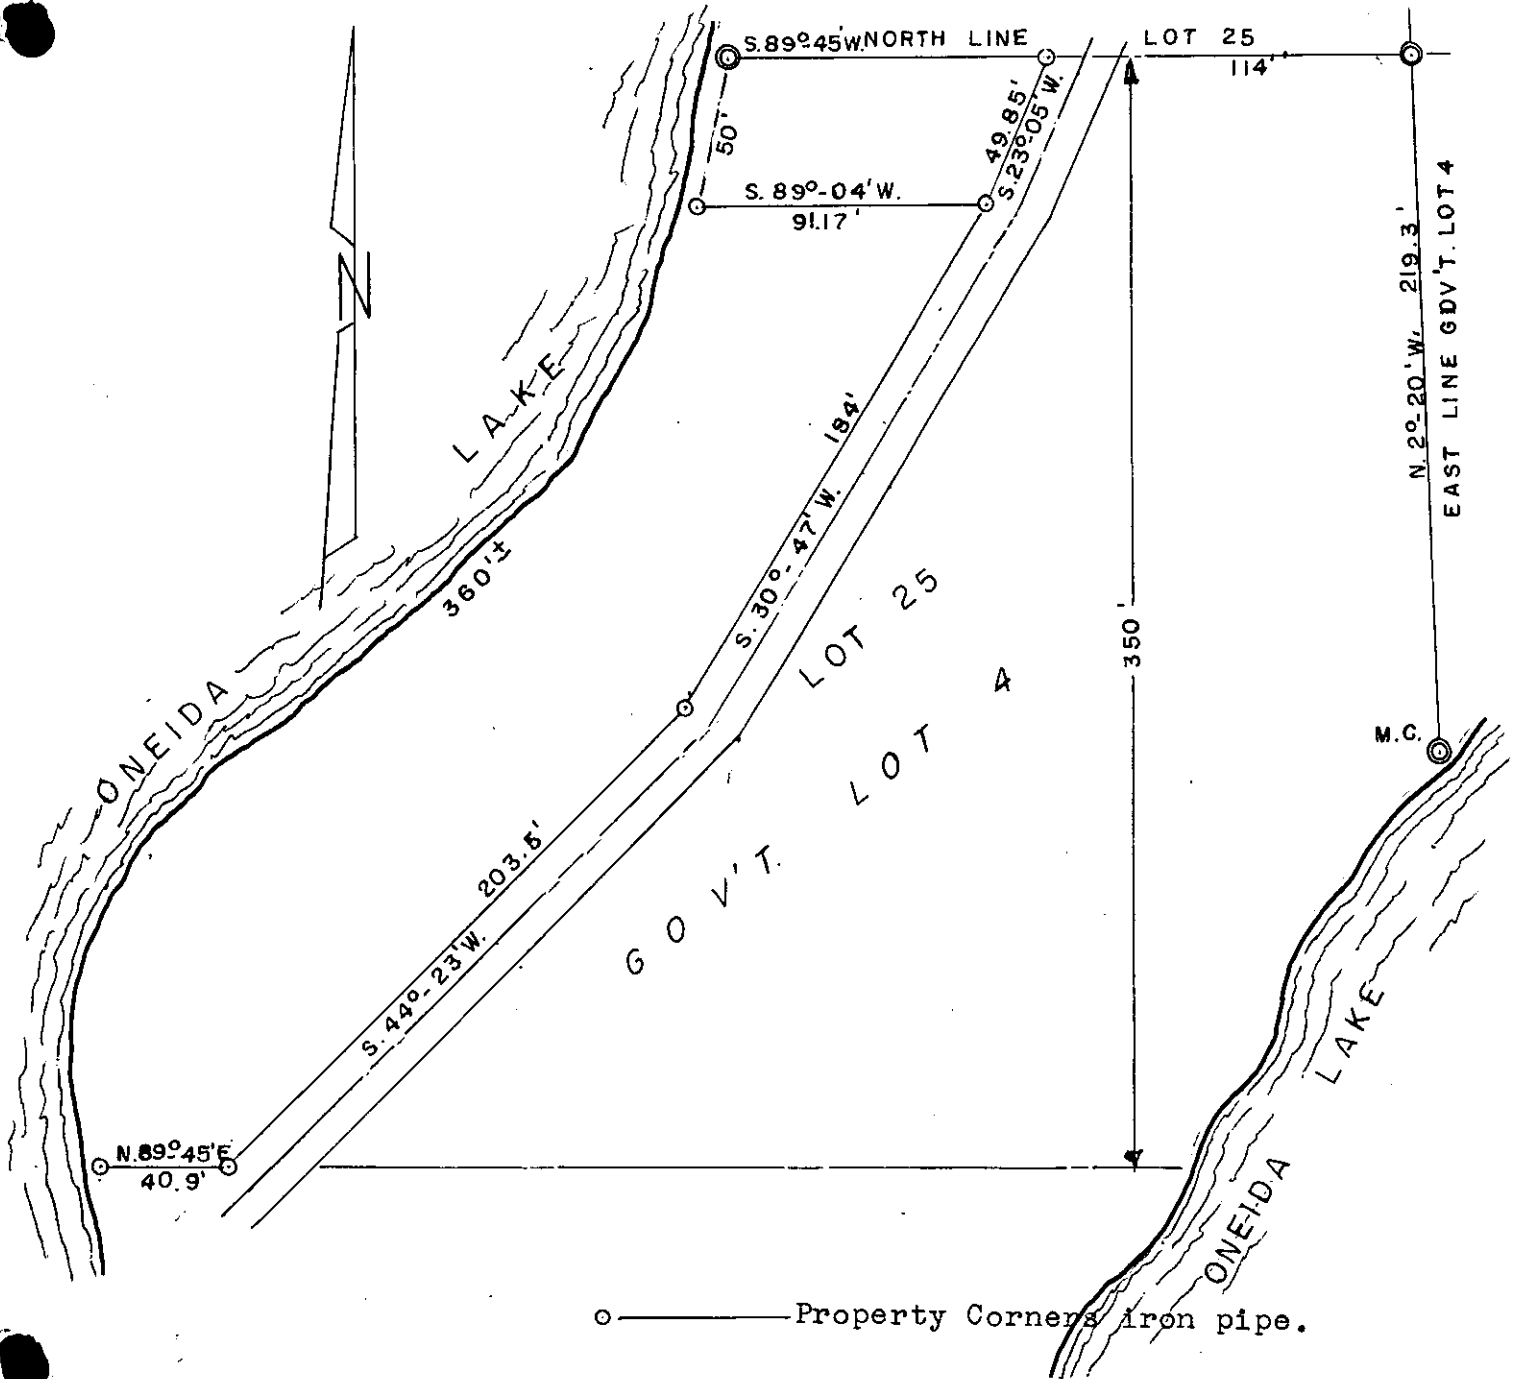 S.89°45'W. NORTH LINE LOT 25
114'
50'
49.85'
S.23°-05'W.
S. 89°-04'W.
91.17'
N
N. 2°-20'W. 219.3'
EAST LINE GOV'T. LOT 4
LAKE
184'
S. 30°-47'W.
360'±
350'
LOT 25
ONEIDA
GOV'T. LOT 4
M.C.
203.5'
S. 44°-23'W.
LAKE
N.89°45'E
40.9'
ONEIDA
Property Corners iron pipe.